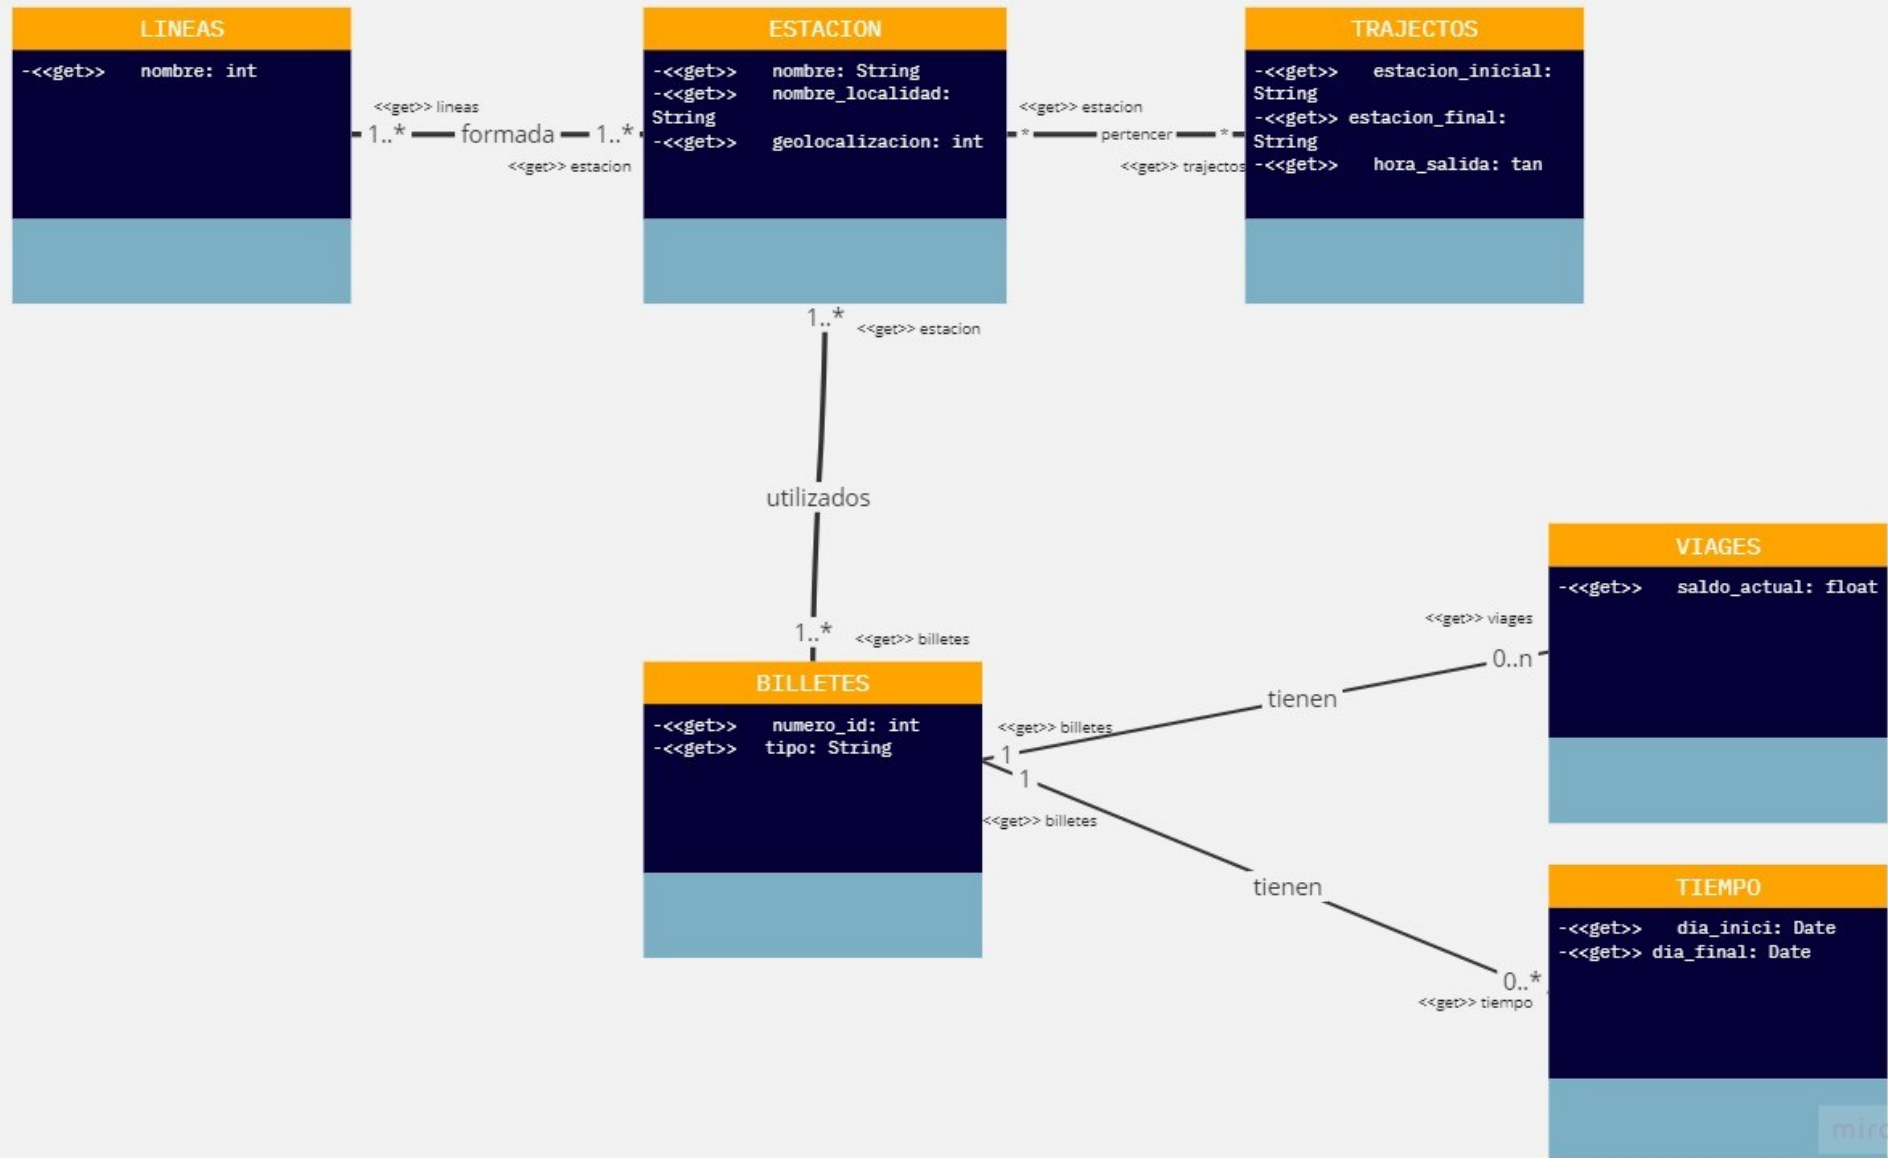 LINEAS
-<<get>> nombre: int
<<get>> lineas
1..* formada 1..*
<<get>> estacion
ESTACION
-<<get>> nombre: String
-<<get>> nombre_localidad:
String
-<<get>> geolocalizacion: int
<<get>> estacion
* pertencer *
<<get>> trajectos
TRAJECTOS
-<<get>> estacion_inicial:
String
-<<get>> estacion_final:
String
-<<get>> hora_salida: tan
1..* <<get>> estacion
utilizados
1..* <<get>> billetes
BILLETES
-<<get>> numero_id: int
-<<get>> tipo: String
<<get>> billetes
1
tienen
0..n
<<get>> viages
VIAGES
-<<get>> saldo_actual: float
1
<<get>> billetes
tienen
0..*
<<get>> tiempo
TIEMPO
-<<get>> dia_inici: Date
-<<get>> dia_final: Date